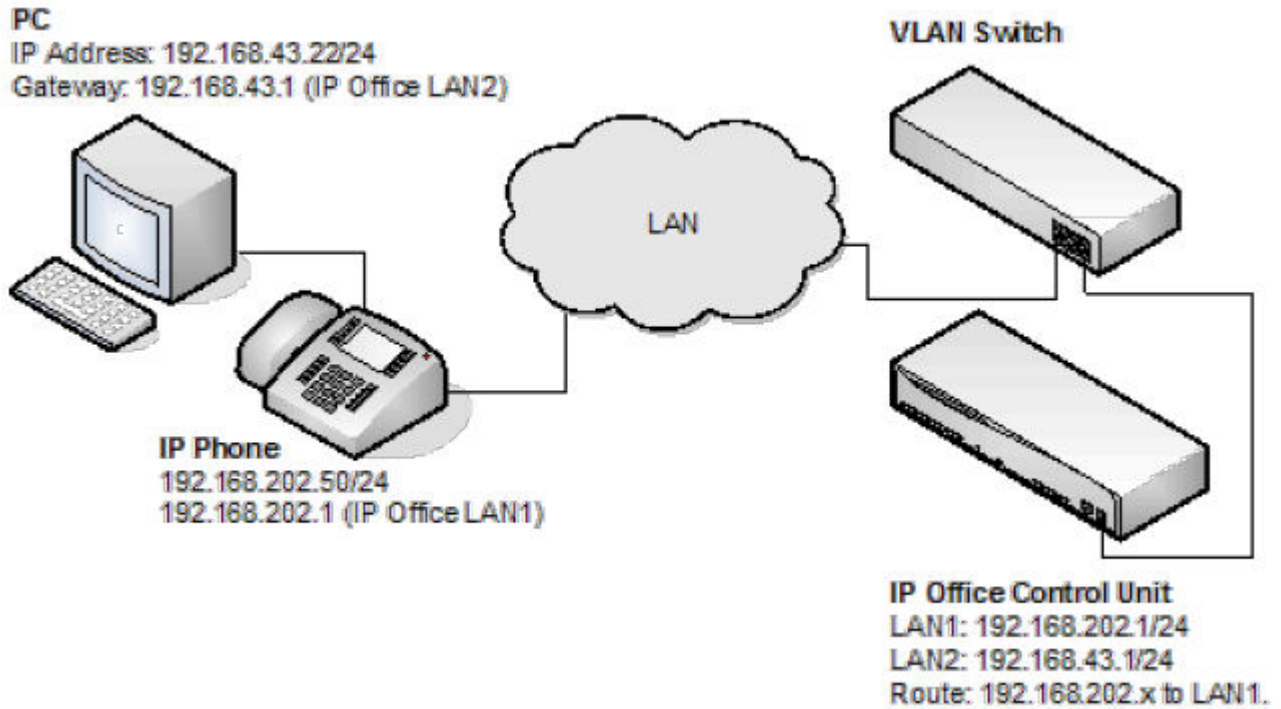 PC
IP Address: 192.168.43.22/24
Gateway: 192.168.43.1 (IP Office LAN2)
VLAN Switch
LAN
IP Phone
192.168.202.50/24
192.168.202.1 (IP Office LAN1)
IP Office Control Unit
LAN1: 192.168.202.1/24
LAN2: 192.168.43.1/24
Route: 192.168.202.x to LAN1.